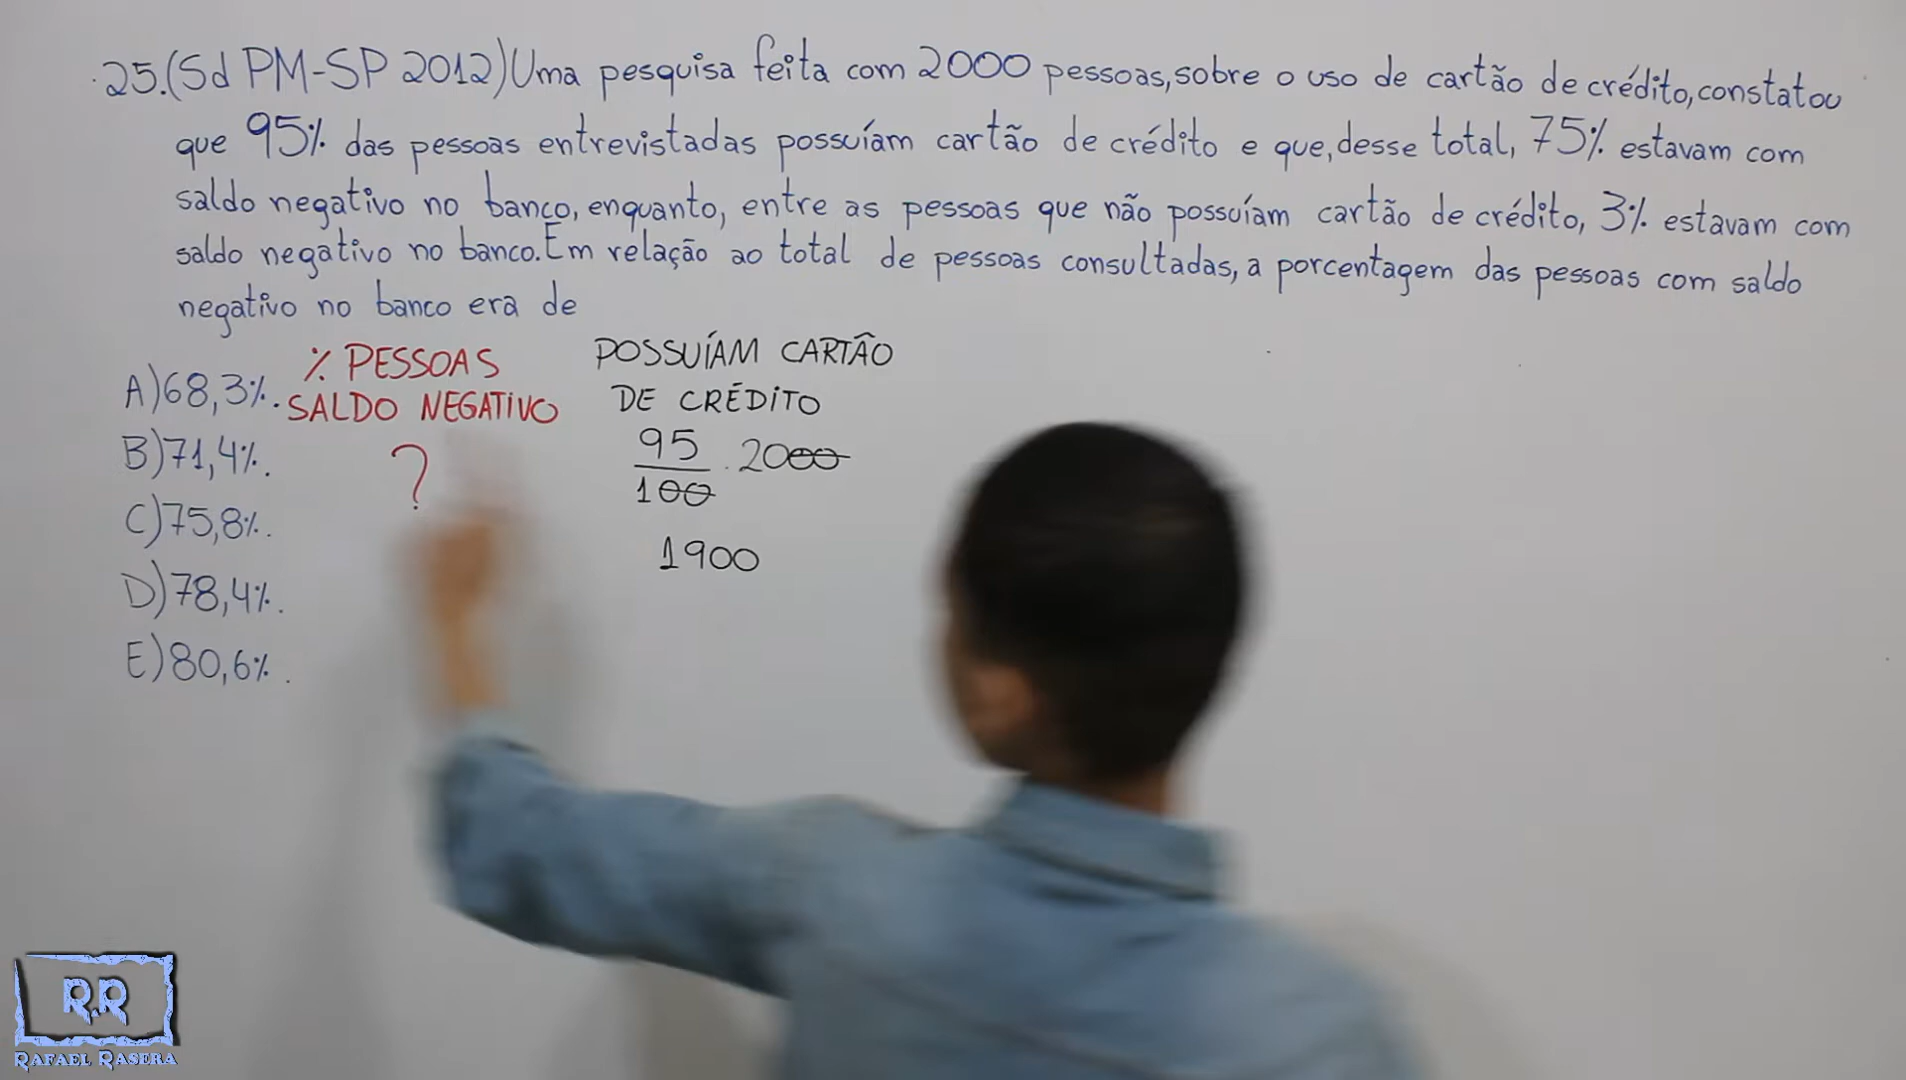 25.(Sd PM-SP 2012)Uma pesquisa feita com 2000 pessoas,sobre o uso de cartão de crédito,constatou
que 95% das pessoas entrevistadas possuíam cartão de crédito e que,desse total, 75% estavam com
saldo negativo no banco,enquanto, entre as pessoas que não possuíam cartão de crédito, 3% estavam com
saldo negativo no banco.Em relação ao total de pessoas consultadas,a porcentagem das pessoas com saldo
negativo no banco era de
A)68,3%.
B)71,4%.
C)75,8%.
D)78,4%.
E)80,6%.
% PESSOAS
SALDO NEGATIVO
?
POSSUÍAM CARTÃO
DE CRÉDITO
95
100
. 2000
1900
R.R
RAFAEL RASERA